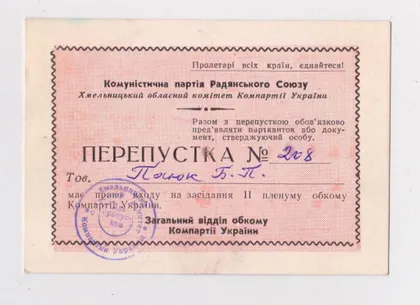 Пролетарі всіх країн, єднайтеся!
Комуністична партія Радянського Союзу
Хмельницький обласний комітет Компартії України
Разом з перепусткою обов'язково
пред'являти партквиток або доку-
мент, стверджуючий особу.
ПЕРЕПУСТКА № 208
Тов. Б. П.
має право входу на засідання II пленуму обкому
Компартії України.
Загальний відділ обкому
Компартії України